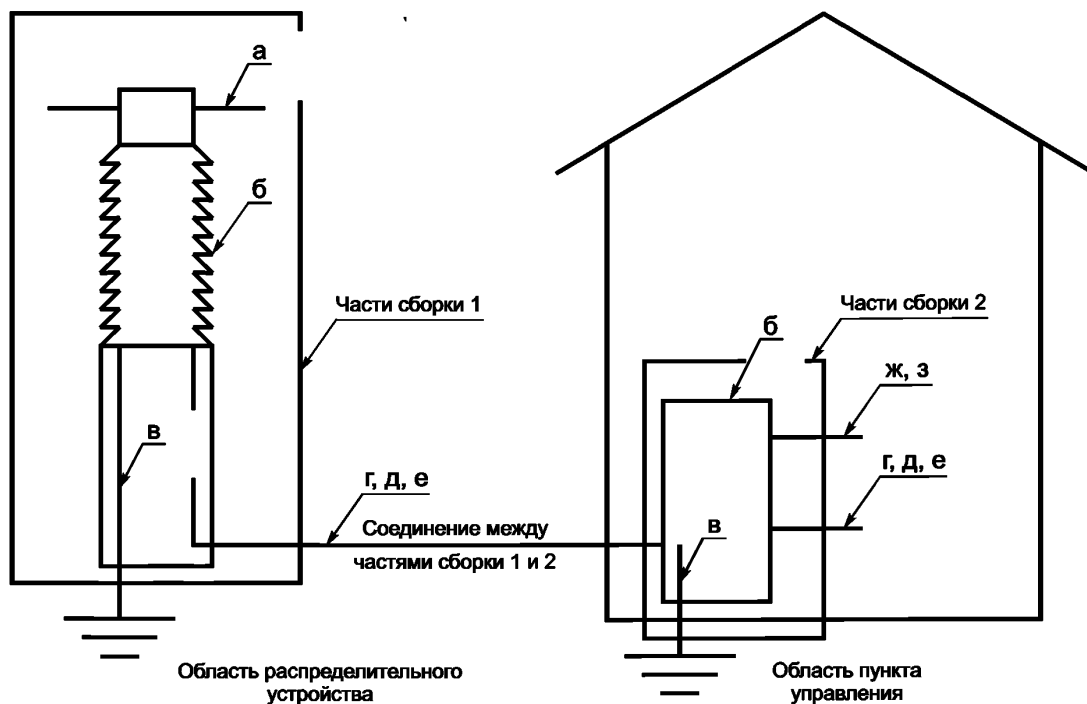 а
б
Части сборки 1
Части сборки 2
б
ж, з
в
г, д, е
г, д, е
Соединение между
частями сборки 1 и 2
в
Область распределительного
устройства
Область пункта
управления